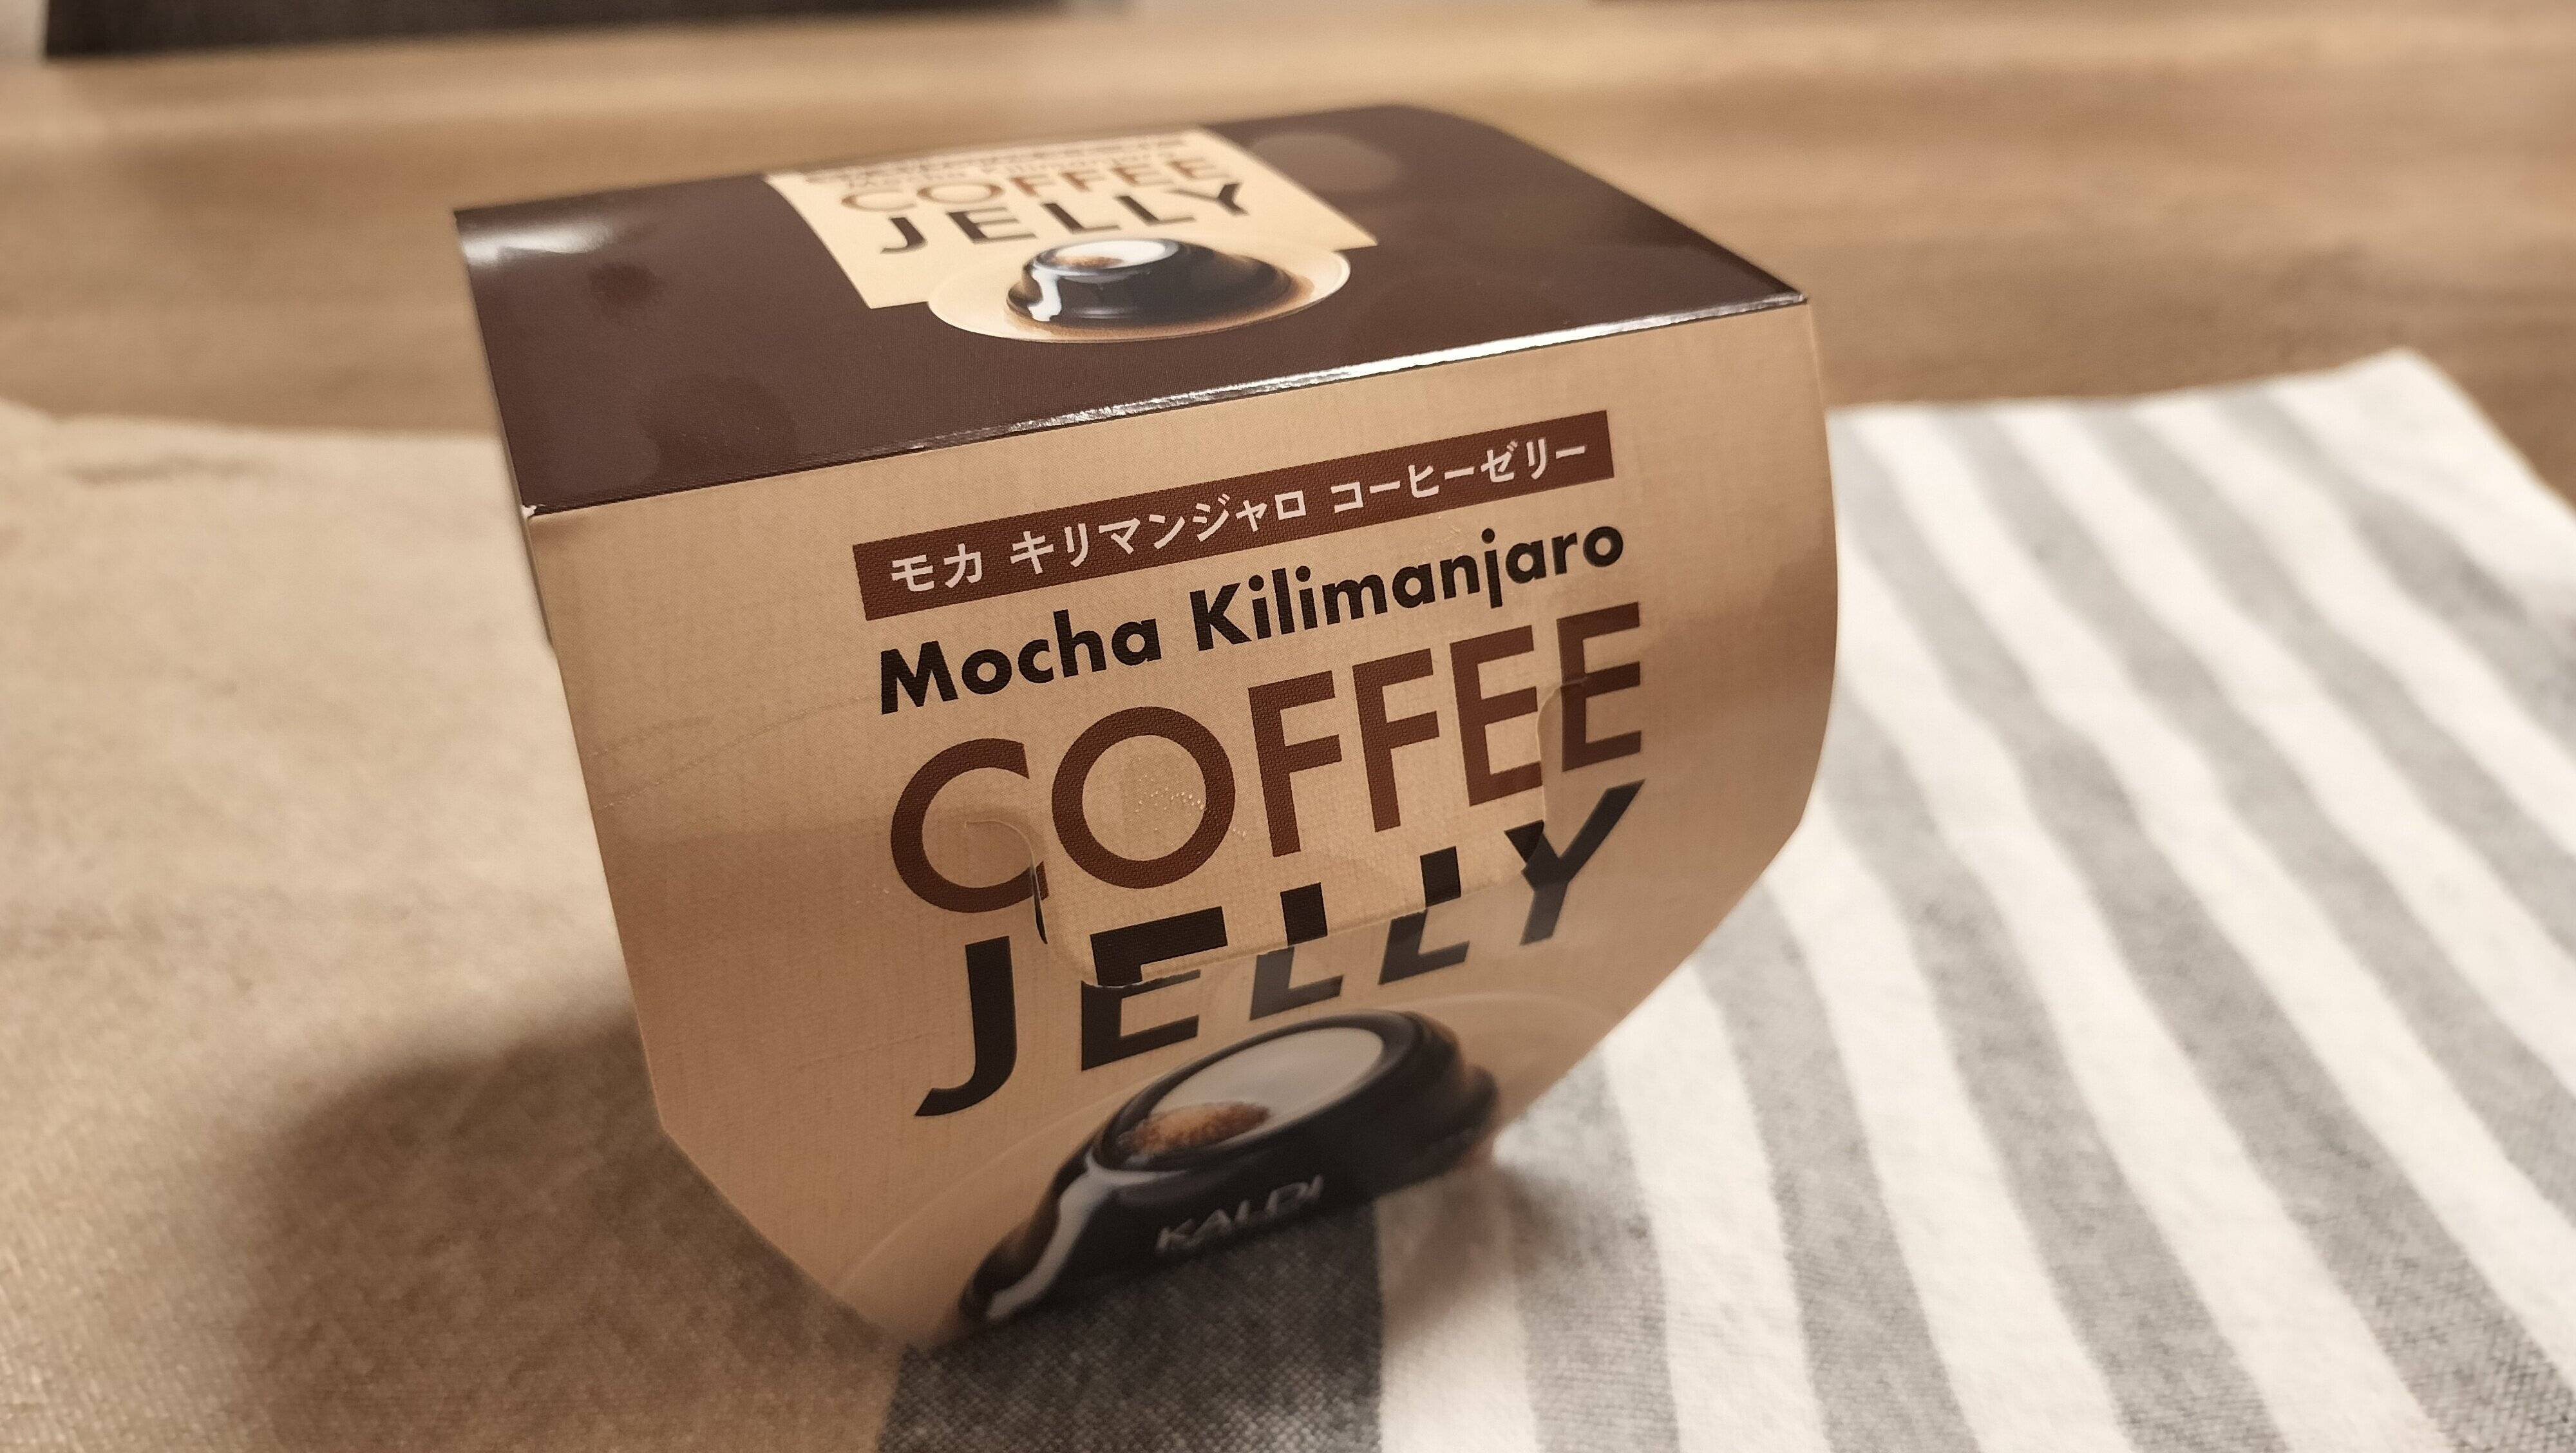 COFFEE
JELLY
モカ キリマンジャロ コーヒーゼリー
Mocha Kilimanjaro
COFFEE
JELLY
KALDI